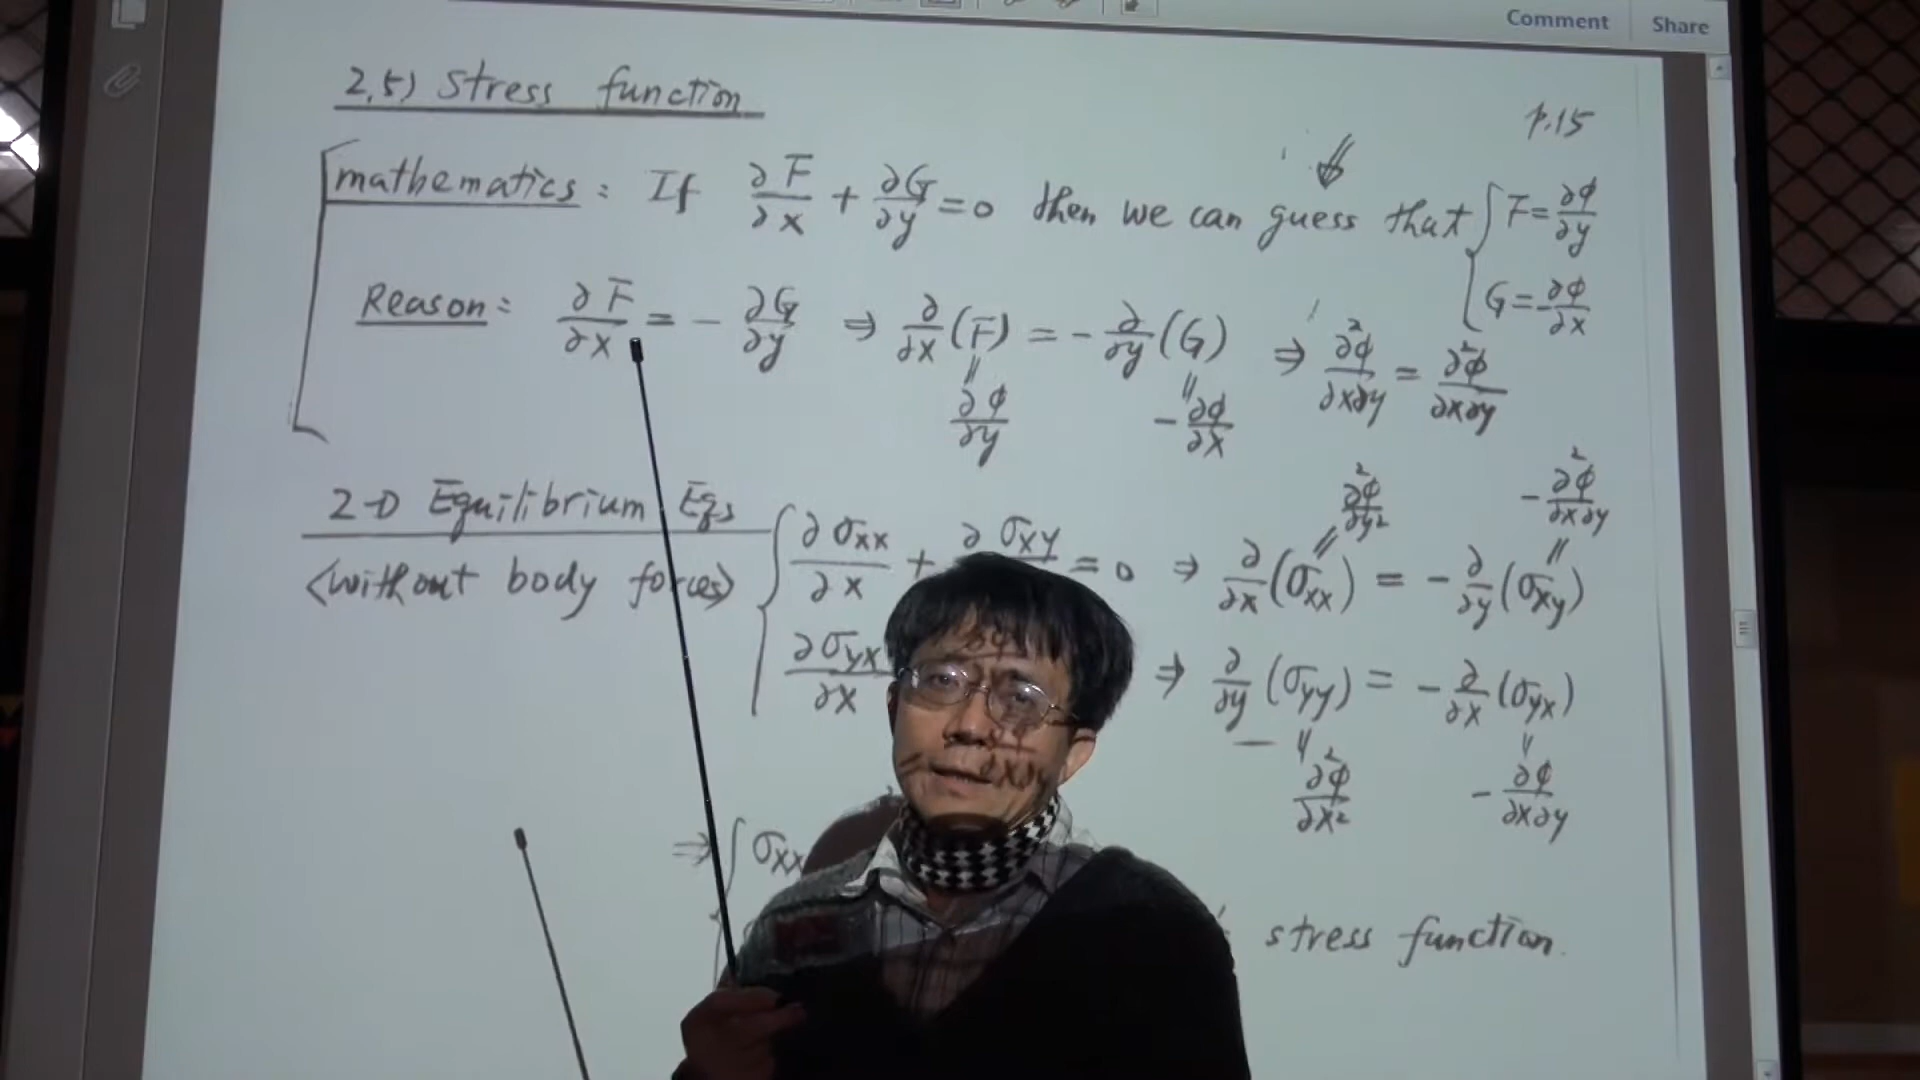 Comment Share
2.5) Stress function
p.15
mathematics: If ∂F/∂x + ∂G/∂y = 0 then we can guess that { F = ∂φ/∂y
G = -∂φ/∂x
Reason: ∂F/∂x = - ∂G/∂y ⇒ ∂/∂x (F) = - ∂/∂y (G) ⇒ ∂²φ/∂x∂y = ∂²φ/∂x∂y
∂φ/∂y -∂φ/∂x
∂²φ/∂y² -∂²φ/∂x∂y
2-D Equilibrium Eqs
<without body forces> { ∂σxx/∂x + ∂σxy = 0 ⇒ ∂/∂x (σxx) = - ∂/∂y (σxy)
∂σyx/∂x ⇒ ∂/∂y (σyy) = - ∂/∂x (σyx)
∂²φ/∂x² -∂²φ/∂x∂y
⇒ { σxx
stress function.